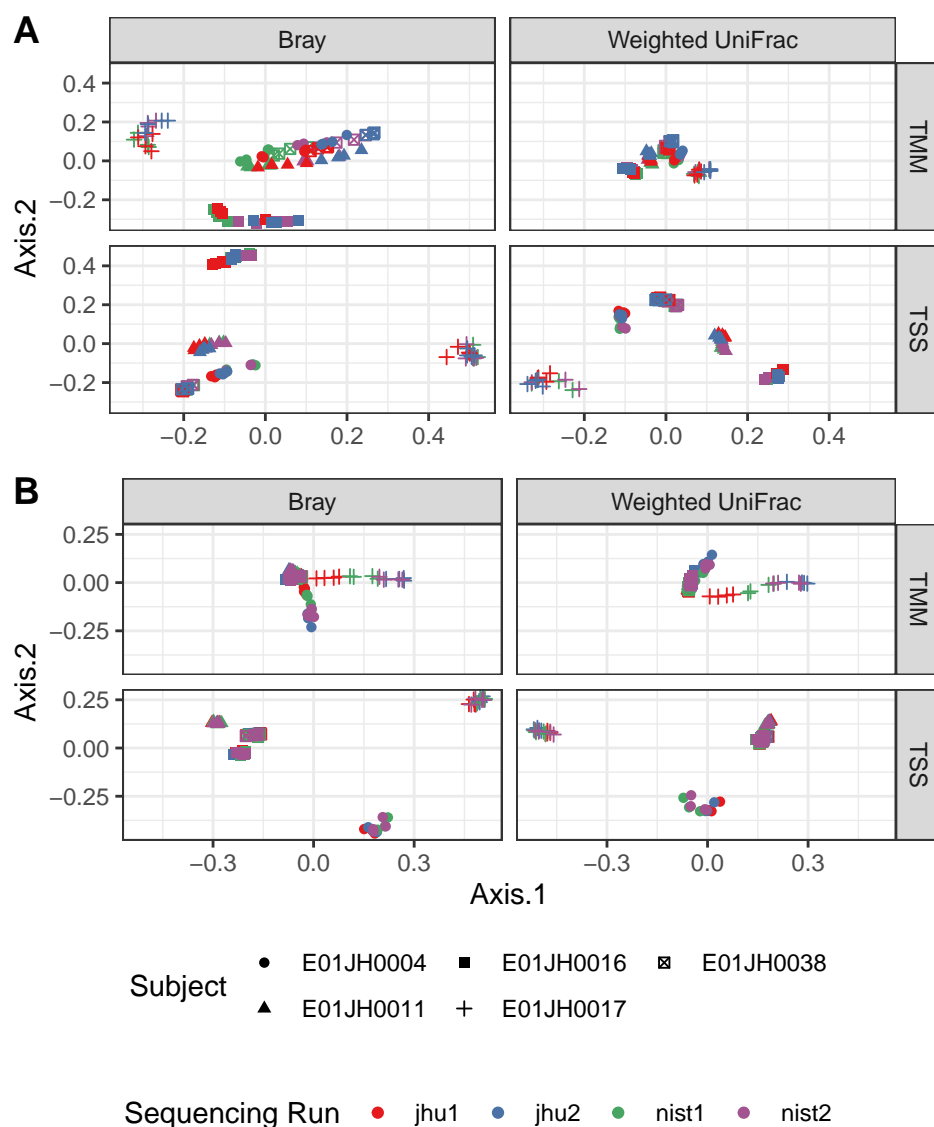 A
Bray
Weighted UniFrac
0.4
0.2
0.0
−0.2
TMM
0.4
0.2
0.0
−0.2
TSS
Axis.2
−0.2 0.0 0.2 0.4 −0.2 0.0 0.2 0.4
B
Bray
Weighted UniFrac
0.25
0.00
−0.25
TMM
0.25
0.00
−0.25
TSS
Axis.2
−0.3 0.0 0.3 −0.3 0.0 0.3
Axis.1
Subject
E01JH0004 E01JH0016 E01JH0038
E01JH0011 E01JH0017
Sequencing Run jhu1 jhu2 nist1 nist2